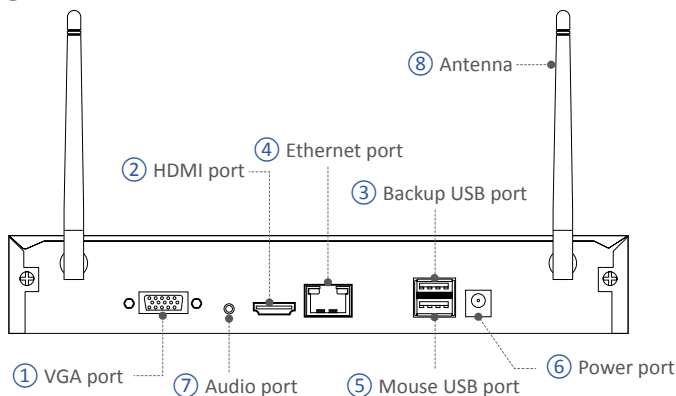 ⑧ Antenna
④ Ethernet port
② HDMI port
③ Backup USB port
① VGA port
⑦ Audio port
⑤ Mouse USB port
⑥ Power port